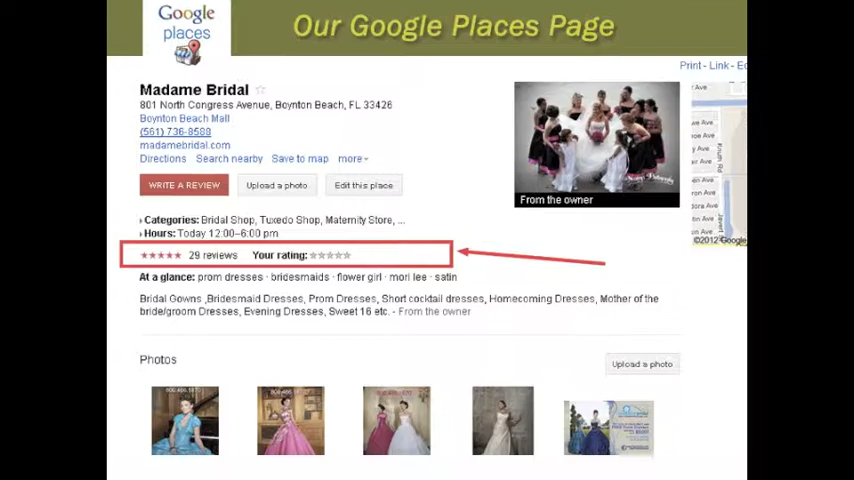 Google
places
Our Google Places Page
Print - Link - Ed
Madame Bridal
801 North Congress Avenue, Boynton Beach, FL 33426
Boynton Beach Mall
(561) 736-8588
madamebridal.com
Directions Search nearby Save to map more
WRITE A REVIEW Upload a photo Edit this place
From the owner
Categories: Bridal Shop, Tuxedo Shop, Maternity Store, ...
Hours: Today 12:00–6:00 pm
29 reviews Your rating:
©2012 Google
At a glance: prom dresses · bridesmaids · flower girl · mori lee · satin
Bridal Gowns ,Bridesmaid Dresses, Prom Dresses, Short cocktail dresses, Homecoming Dresses, Mother of the
bride/groom Dresses, Evening Dresses, Sweet 16 etc. - From the owner
Photos
Upload a photo